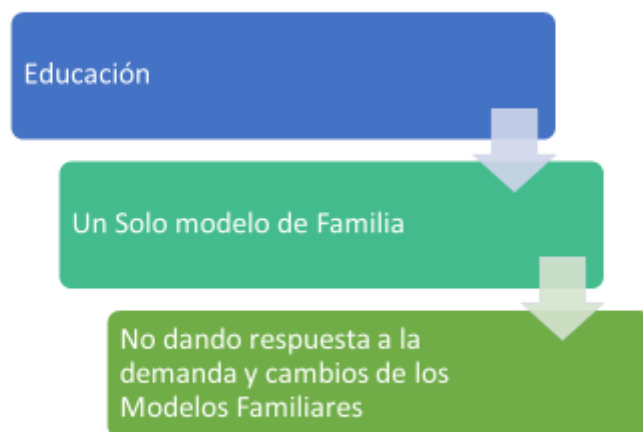 Educación
Un Solo modelo de Familia
No dando respuesta a la
demanda y cambios de los
Modelos Familiares